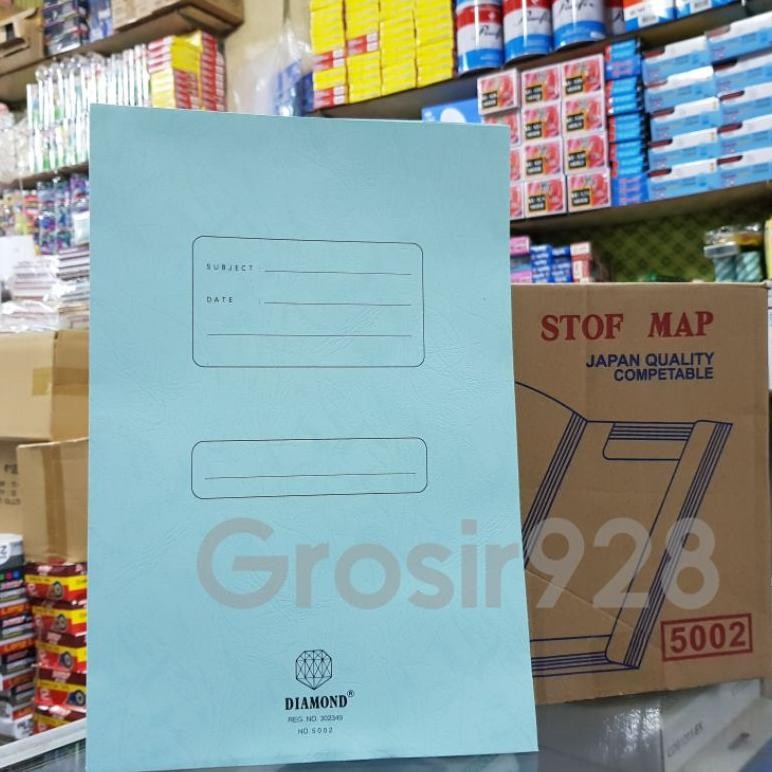 SUBJECT :
DATE :
DIAMOND®
REG. NO. 302349
NO. 5002
STOF MAP
JAPAN QUALITY
COMPETABLE
5002
Grosir928